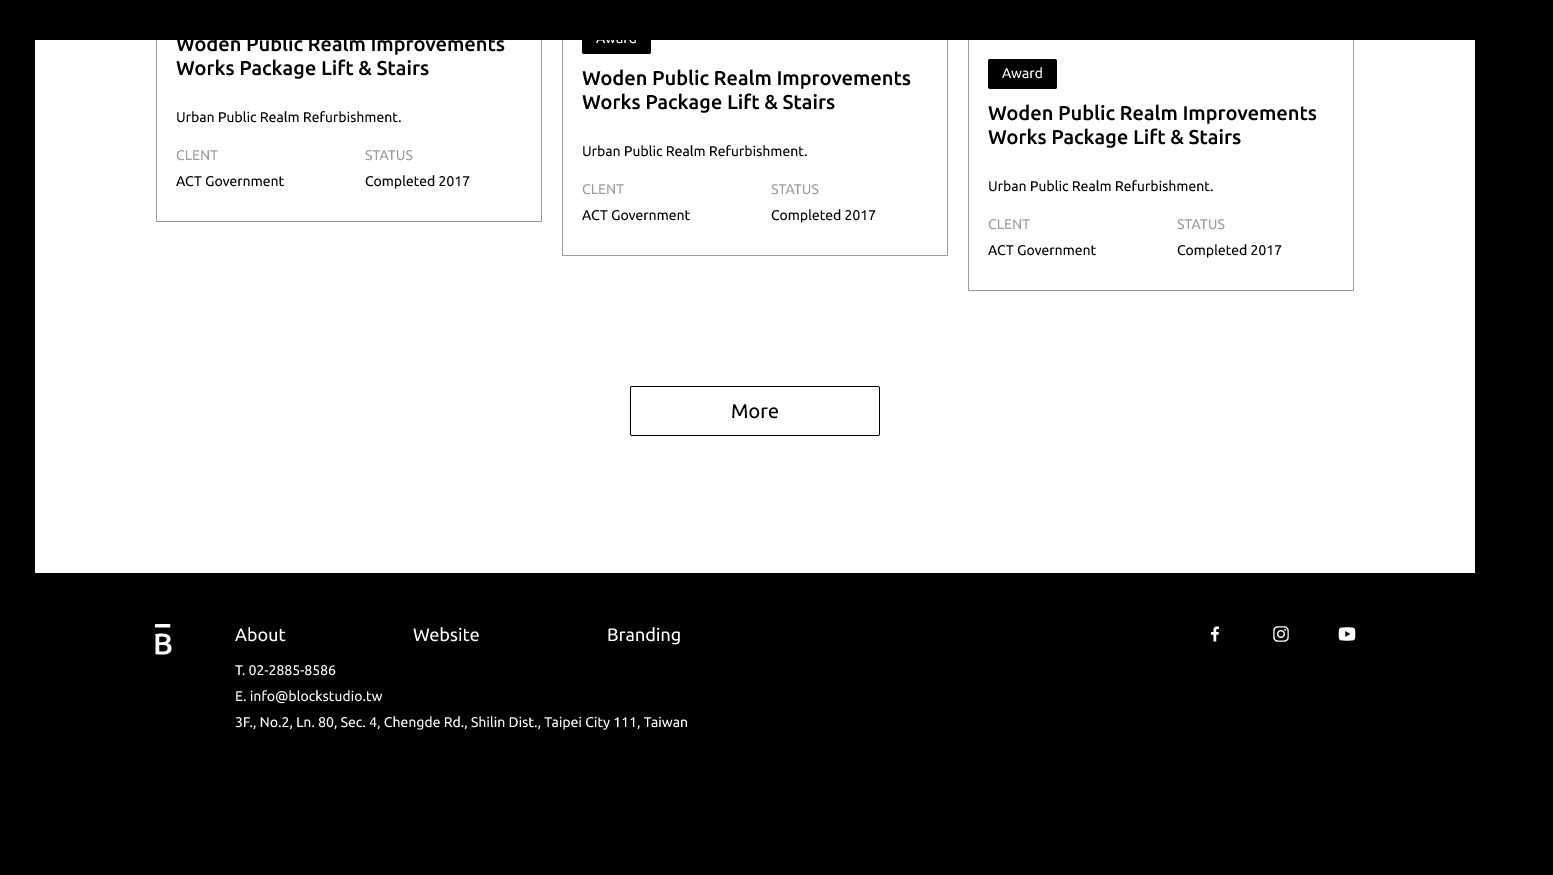 Woden Public Realm Improvements
Works Package Lift & Stairs
Urban Public Realm Refurbishment.
CLENT
STATUS
ACT Government
Completed 2017
Award
Woden Public Realm Improvements
Works Package Lift & Stairs
Urban Public Realm Refurbishment.
CLENT
STATUS
ACT Government
Completed 2017
Award
Woden Public Realm Improvements
Works Package Lift & Stairs
Urban Public Realm Refurbishment.
CLENT
STATUS
ACT Government
Completed 2017
More
B
About
Website
Branding
T. 02-2885-8586
E. info@blockstudio.tw
3F., No.2, Ln. 80, Sec. 4, Chengde Rd., Shilin Dist., Taipei City 111, Taiwan